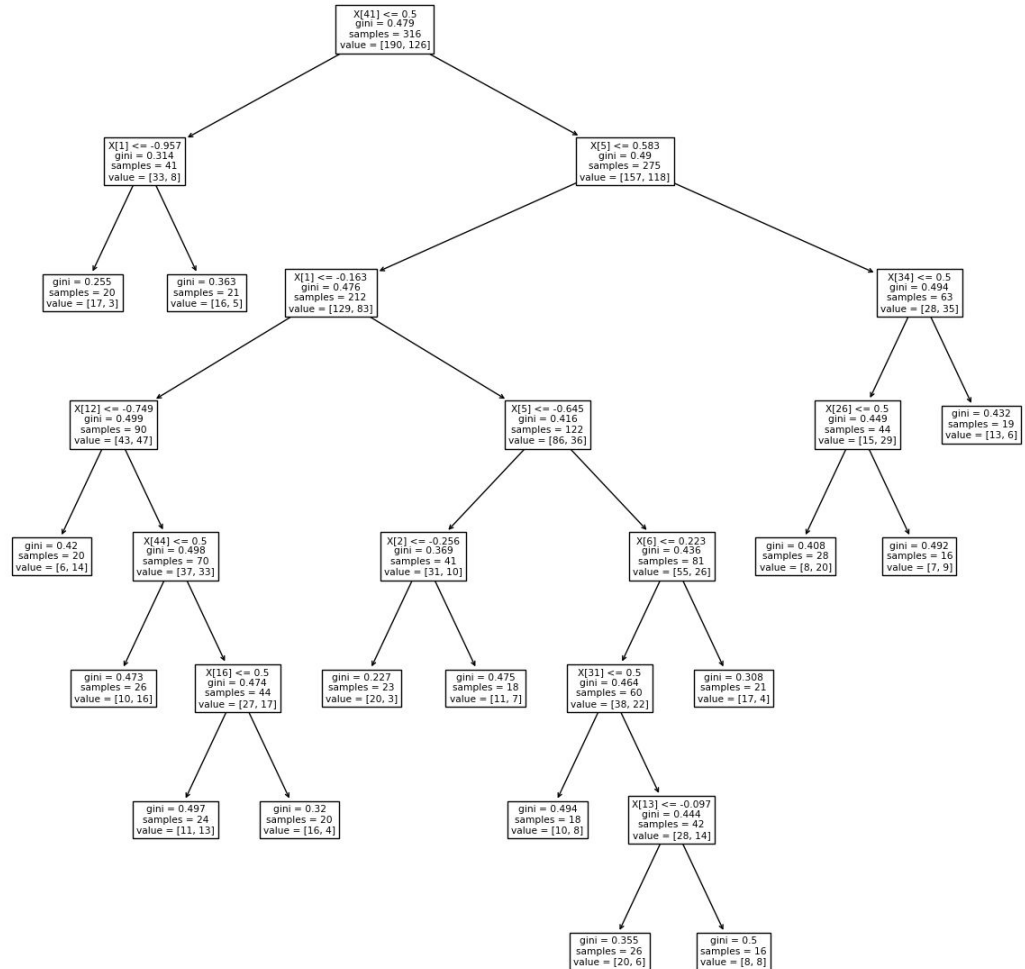 X[41] <= 0.5
gini = 0.479
samples = 316
value = [190, 126]
X[1] <= -0.957
gini = 0.314
samples = 41
value = [33, 8]
X[5] <= 0.583
gini = 0.49
samples = 275
value = [157, 118]
gini = 0.255
samples = 20
value = [17, 3]
gini = 0.363
samples = 21
value = [16, 5]
X[1] <= -0.163
gini = 0.476
samples = 212
value = [129, 83]
X[34] <= 0.5
gini = 0.494
samples = 63
value = [28, 35]
X[12] <= -0.749
gini = 0.499
samples = 90
value = [43, 47]
X[5] <= -0.645
gini = 0.416
samples = 122
value = [86, 36]
X[26] <= 0.5
gini = 0.449
samples = 44
value = [15, 29]
gini = 0.432
samples = 19
value = [13, 6]
gini = 0.42
samples = 20
value = [6, 14]
X[44] <= 0.5
gini = 0.498
samples = 70
value = [37, 33]
X[2] <= -0.256
gini = 0.369
samples = 41
value = [31, 10]
X[6] <= 0.223
gini = 0.436
samples = 81
value = [55, 26]
gini = 0.408
samples = 28
value = [8, 20]
gini = 0.492
samples = 16
value = [7, 9]
gini = 0.473
samples = 26
value = [10, 16]
X[16] <= 0.5
gini = 0.474
samples = 44
value = [27, 17]
gini = 0.227
samples = 23
value = [20, 3]
gini = 0.475
samples = 18
value = [11, 7]
X[31] <= 0.5
gini = 0.464
samples = 60
value = [38, 22]
gini = 0.308
samples = 21
value = [17, 4]
gini = 0.497
samples = 24
value = [11, 13]
gini = 0.32
samples = 20
value = [16, 4]
gini = 0.494
samples = 18
value = [10, 8]
X[13] <= -0.097
gini = 0.444
samples = 42
value = [28, 14]
gini = 0.355
samples = 26
value = [20, 6]
gini = 0.5
samples = 16
value = [8, 8]